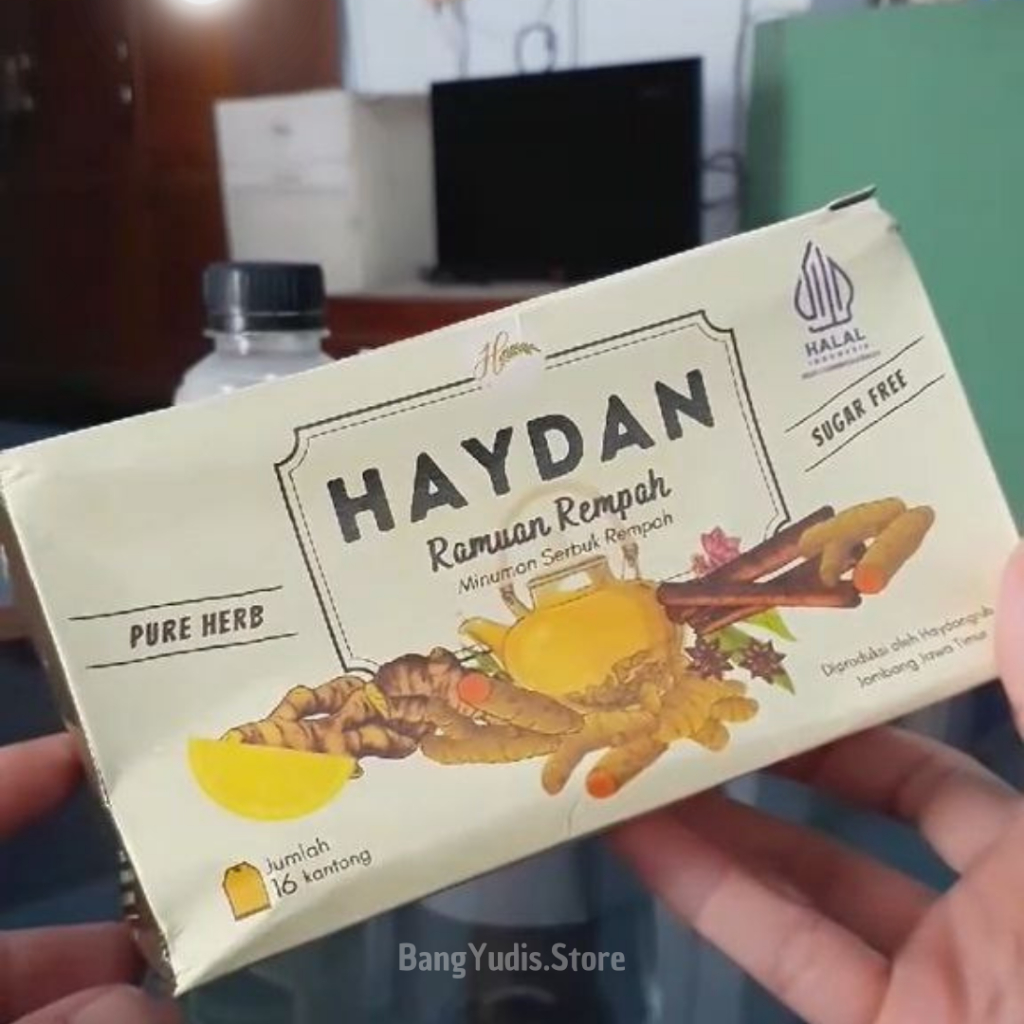 HALAL
INDONESIA
SUGAR FREE
HAYDAN
Ramuan Rempah
Minuman Serbuk Rempah
PURE HERB
Diproduksi oleh
Jombang Jawa Timur
Jumlah
16 kantong
BangYudis.Store